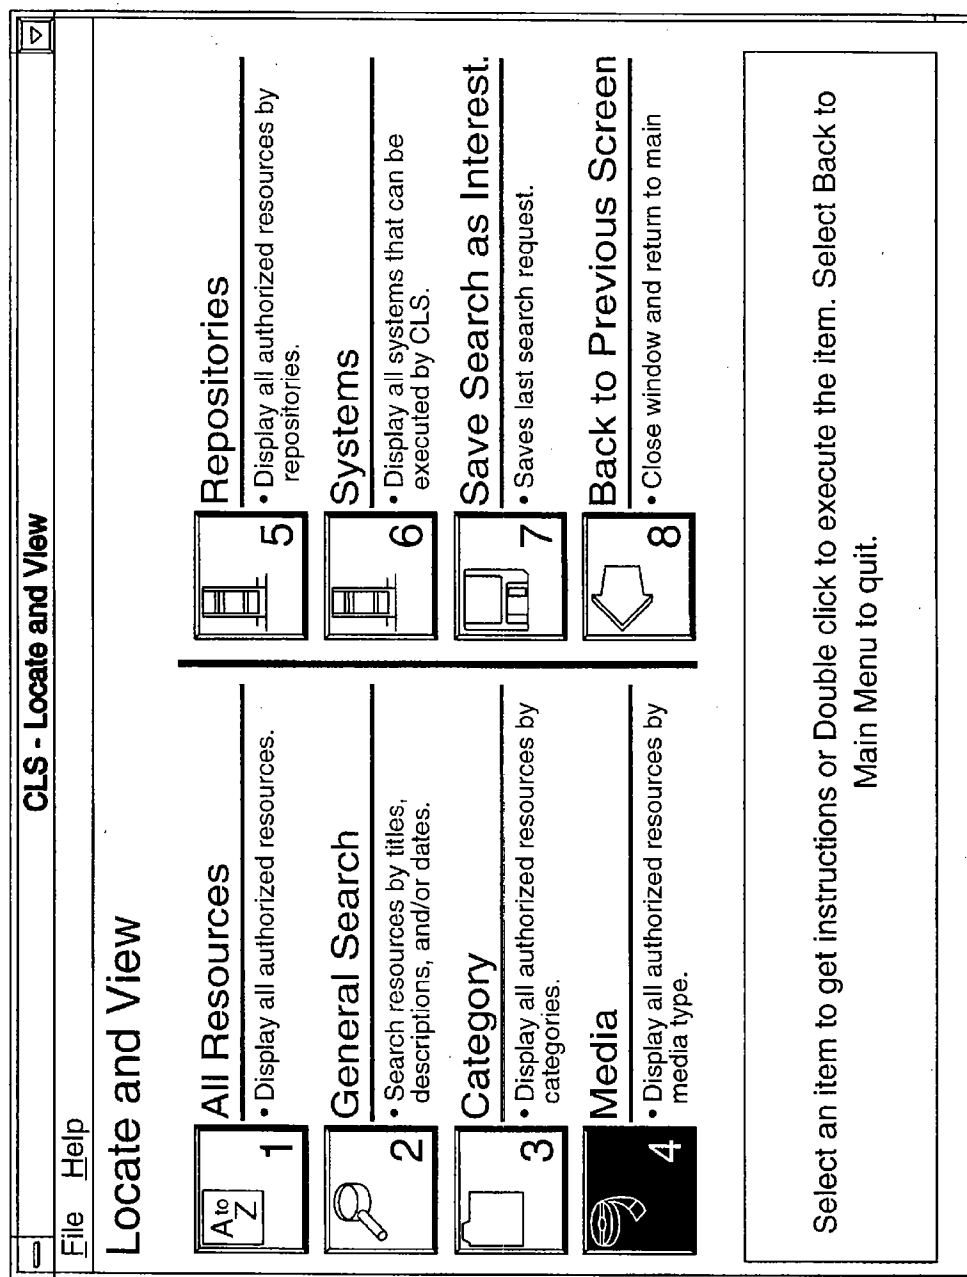 CLS - Locate and View
File Help
Locate and View
A to
Z
1
All Resources
• Display all authorized resources.
2
General Search
• Search resources by titles,
descriptions, and/or dates.
3
Category
• Display all authorized resources by
categories.
4
Media
• Display all authorized resources by
media type.
5
Repositories
• Display all authorized resources by
repositories.
6
Systems
• Display all systems that can be
executed by CLS.
7
Save Search as Interest.
• Saves last search request.
8
Back to Previous Screen
• Close window and return to main
Select an item to get instructions or Double click to execute the item. Select Back to
Main Menu to quit.